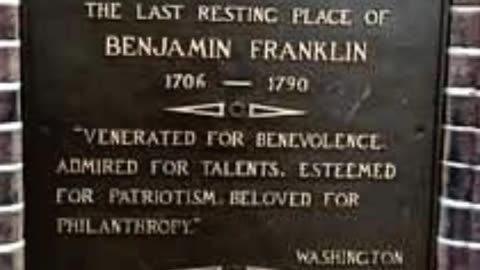 THE LAST RESTING PLACE OF
BENJAMIN FRANKLIN
1706 — 1790
"VENERATED FOR BENEVOLENCE.
ADMIRED FOR TALENTS. ESTEEMED
FOR PATRIOTISM. BELOVED FOR
PHILANTHROPY."
WASHINGTON